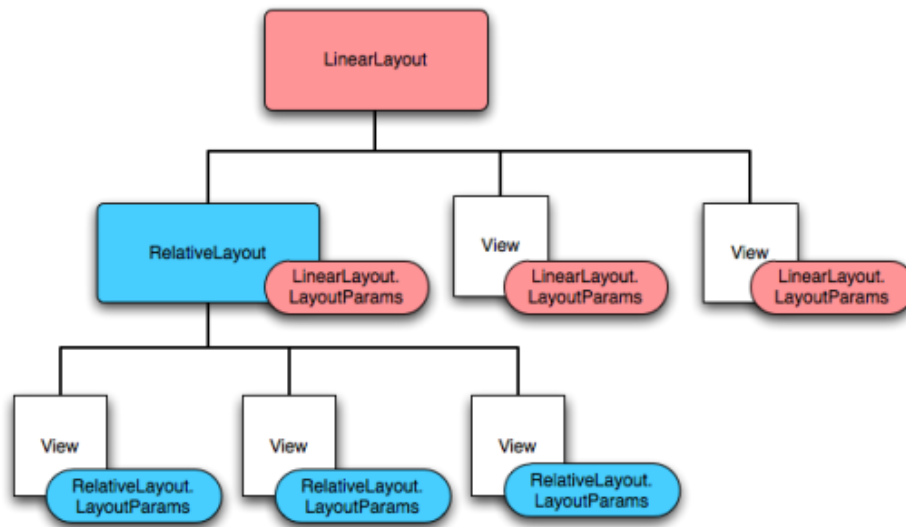 LinearLayout
RelativeLayout
LinearLayout.
LayoutParams
View
LinearLayout.
LayoutParams
View
LinearLayout.
LayoutParams
View
RelativeLayout.
LayoutParams
View
RelativeLayout.
LayoutParams
View
RelativeLayout.
LayoutParams